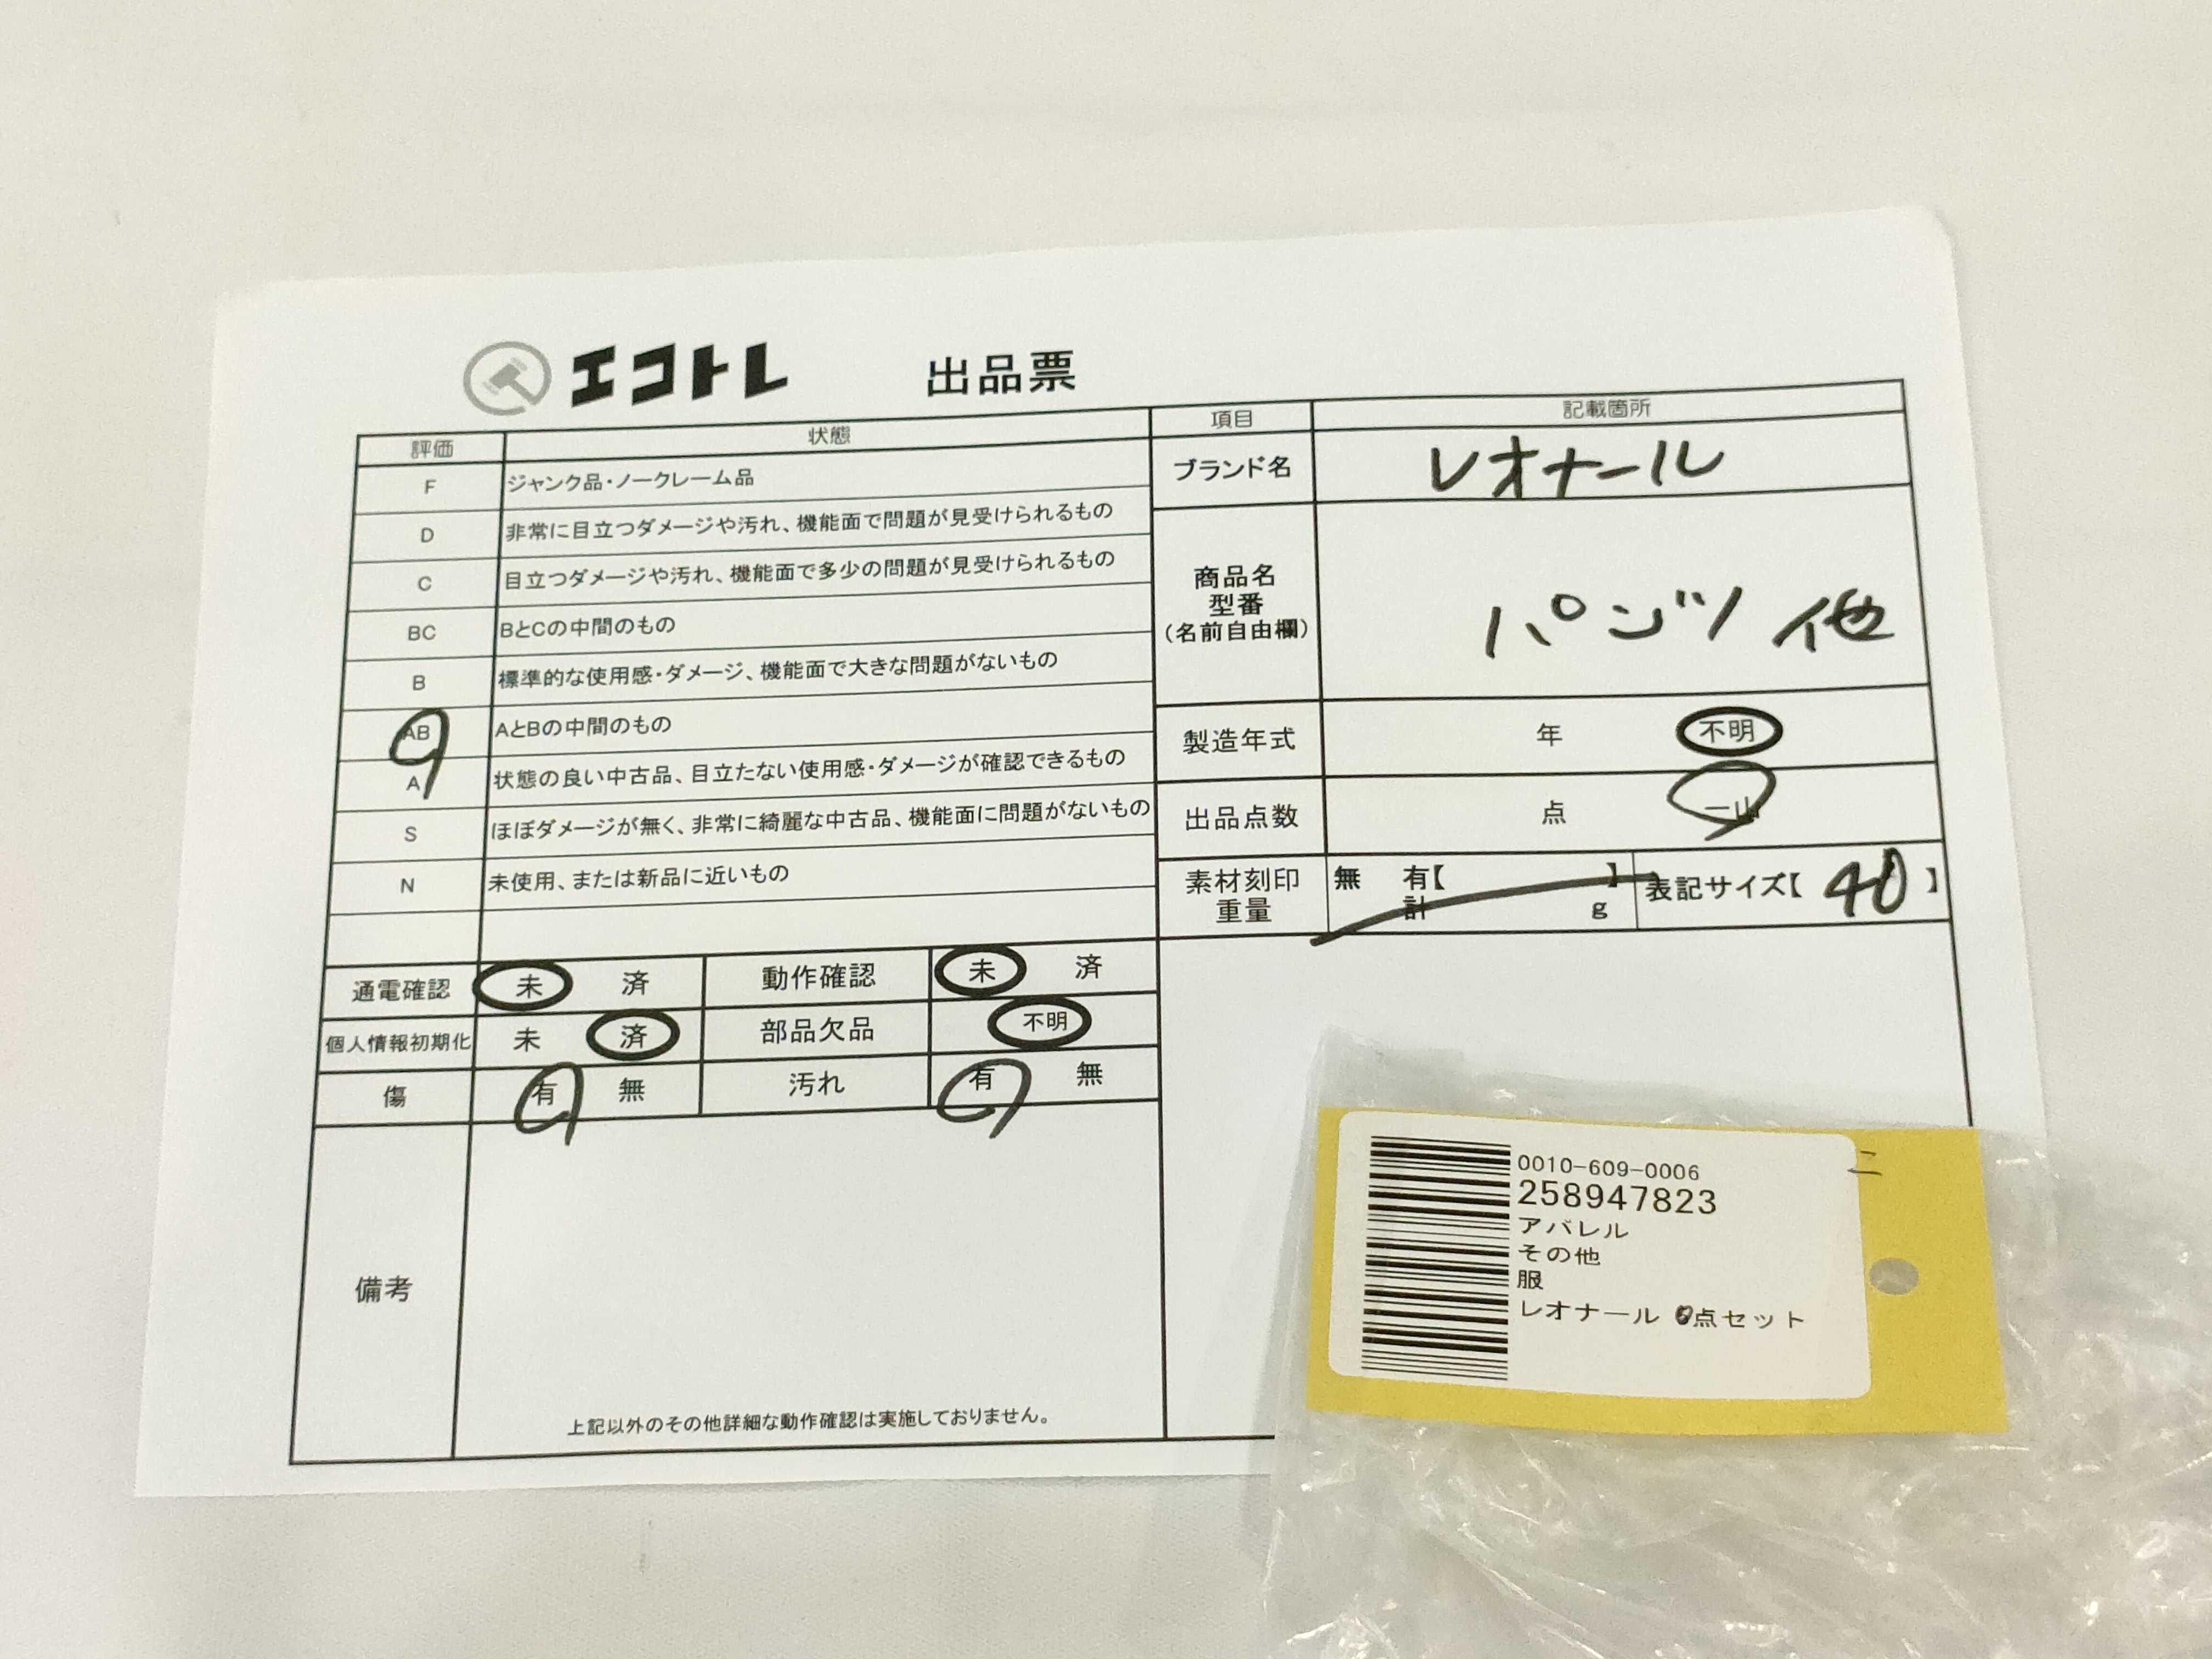 エコトレ 出品票
評価 状態
F ジャンク品・ノークレーム品
D 非常に目立つダメージや汚れ、機能面で問題が見受けられるもの
C 目立つダメージや汚れ、機能面で多少の問題が見受けられるもの
BC BとCの中間のもの
B 標準的な使用感・ダメージ、機能面で大きな問題がないもの
AB AとBの中間のもの
A 状態の良い中古品、目立たない使用感・ダメージが確認できるもの
S ほぼダメージが無く、非常に綺麗な中古品、機能面に問題がないもの
N 未使用、または新品に近いもの
項目 記載箇所
ブランド名 レオナール
商品名
型番
(名前自由欄)
パンツ 他
製造年式 年 不明
出品点数 点 一山
素材刻印 無 有【 】
重量 計 g
表記サイズ【 40 】
通電確認 未 済 動作確認 未 済
個人情報初期化 未 済 部品欠品 不明
傷 有 無 汚れ 有 無
備考
上記以外のその他詳細な動作確認は実施しておりません。
0010-609-0006
258947823
アパレル
その他
服
レオナール 点セット
ニ